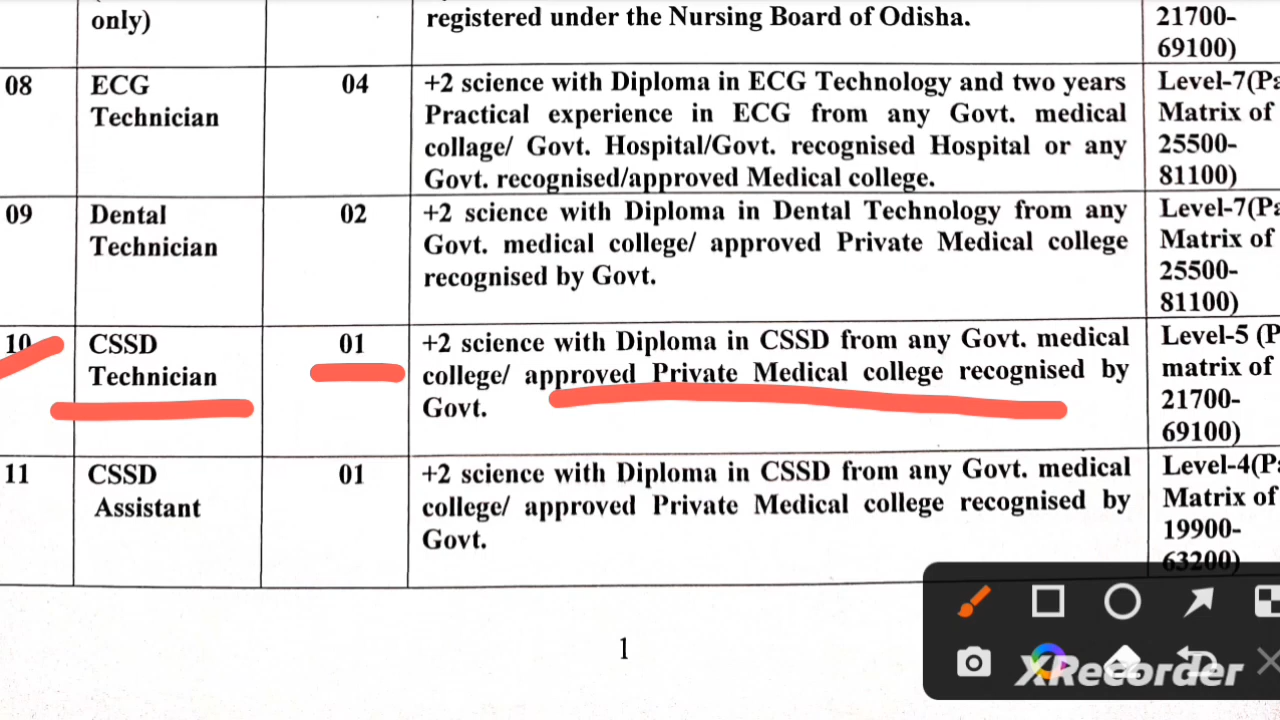 only)
registered under the Nursing Board of Odisha.
21700-
69100)
08
ECG
Technician
04
+2 science with Diploma in ECG Technology and two years
Practical experience in ECG from any Govt. medical
collage/ Govt. Hospital/Govt. recognised Hospital or any
Govt. recognised/approved Medical college.
Level-7(Pa
Matrix of
25500-
81100)
09
Dental
Technician
02
+2 science with Diploma in Dental Technology from any
Govt. medical college/ approved Private Medical college
recognised by Govt.
Level-7(Pa
Matrix of
25500-
81100)
10
CSSD
Technician
01
+2 science with Diploma in CSSD from any Govt. medical
college/ approved Private Medical college recognised by
Govt.
Level-5 (P
matrix of
21700-
69100)
11
CSSD
Assistant
01
+2 science with Diploma in CSSD from any Govt. medical
college/ approved Private Medical college recognised by
Govt.
Level-4(Pa
Matrix of
19900-
63200)
1
XRecorder